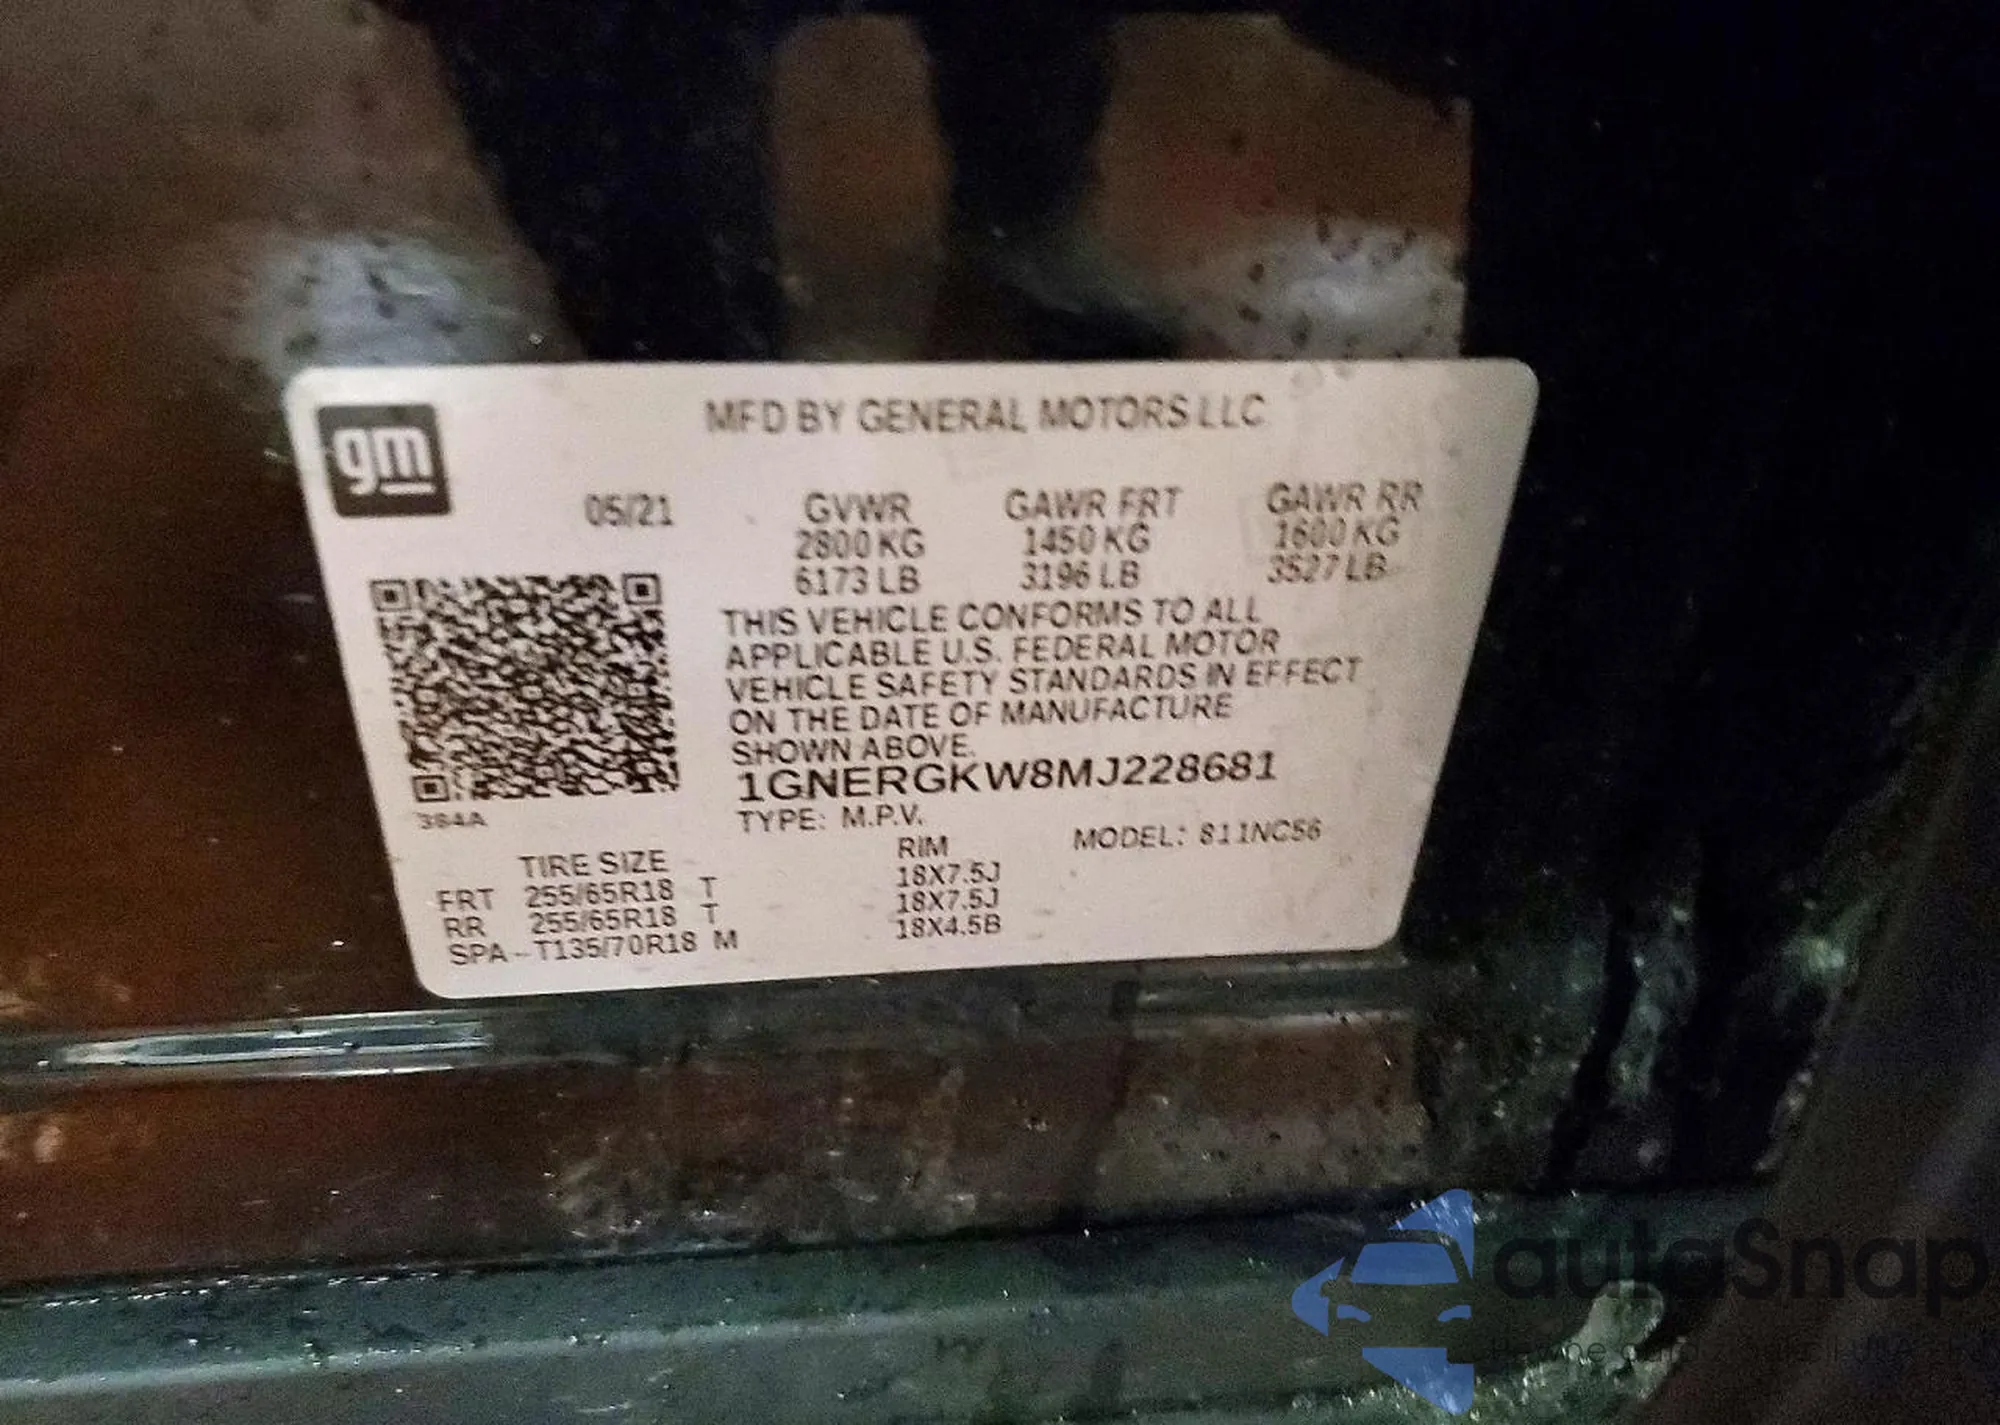 gm
MFD BY GENERAL MOTORS LLC
05/21
GVWR GAWR FRT GAWR RR
2800 KG 1450 KG 1600 KG
6173 LB 3196 LB 3527 LB
THIS VEHICLE CONFORMS TO ALL
APPLICABLE U.S. FEDERAL MOTOR
VEHICLE SAFETY STANDARDS IN EFFECT
ON THE DATE OF MANUFACTURE
SHOWN ABOVE.
1GNERGKW8MJ228681
384A
TYPE: M.P.V.
MODEL: 811NC56
TIRE SIZE RIM
FRT 255/65R18 T 18X7.5J
RR 255/65R18 T 18X7.5J
SPA - T135/70R18 M 18X4.5B
autaSnap